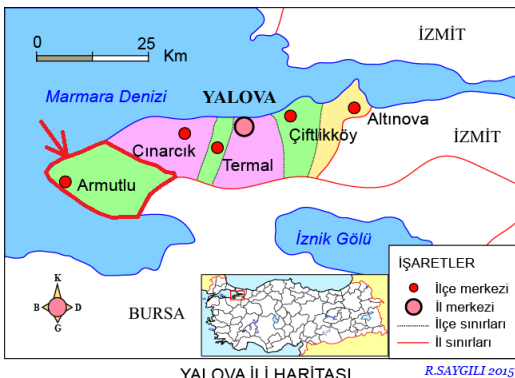 0 25
Km
İZMİT
Marmara Denizi
YALOVA
Altınova
Çiftlikköy
Çınarcık
İZMİT
Termal
Armutlu
İznik Gölü
BURSA
K
B D
G
İŞARETLER
İlçe merkezi
İl merkezi
İlçe sınırları
İl sınırları
YALOVA İLİ HARİTASI
R.SAYGILI 2015